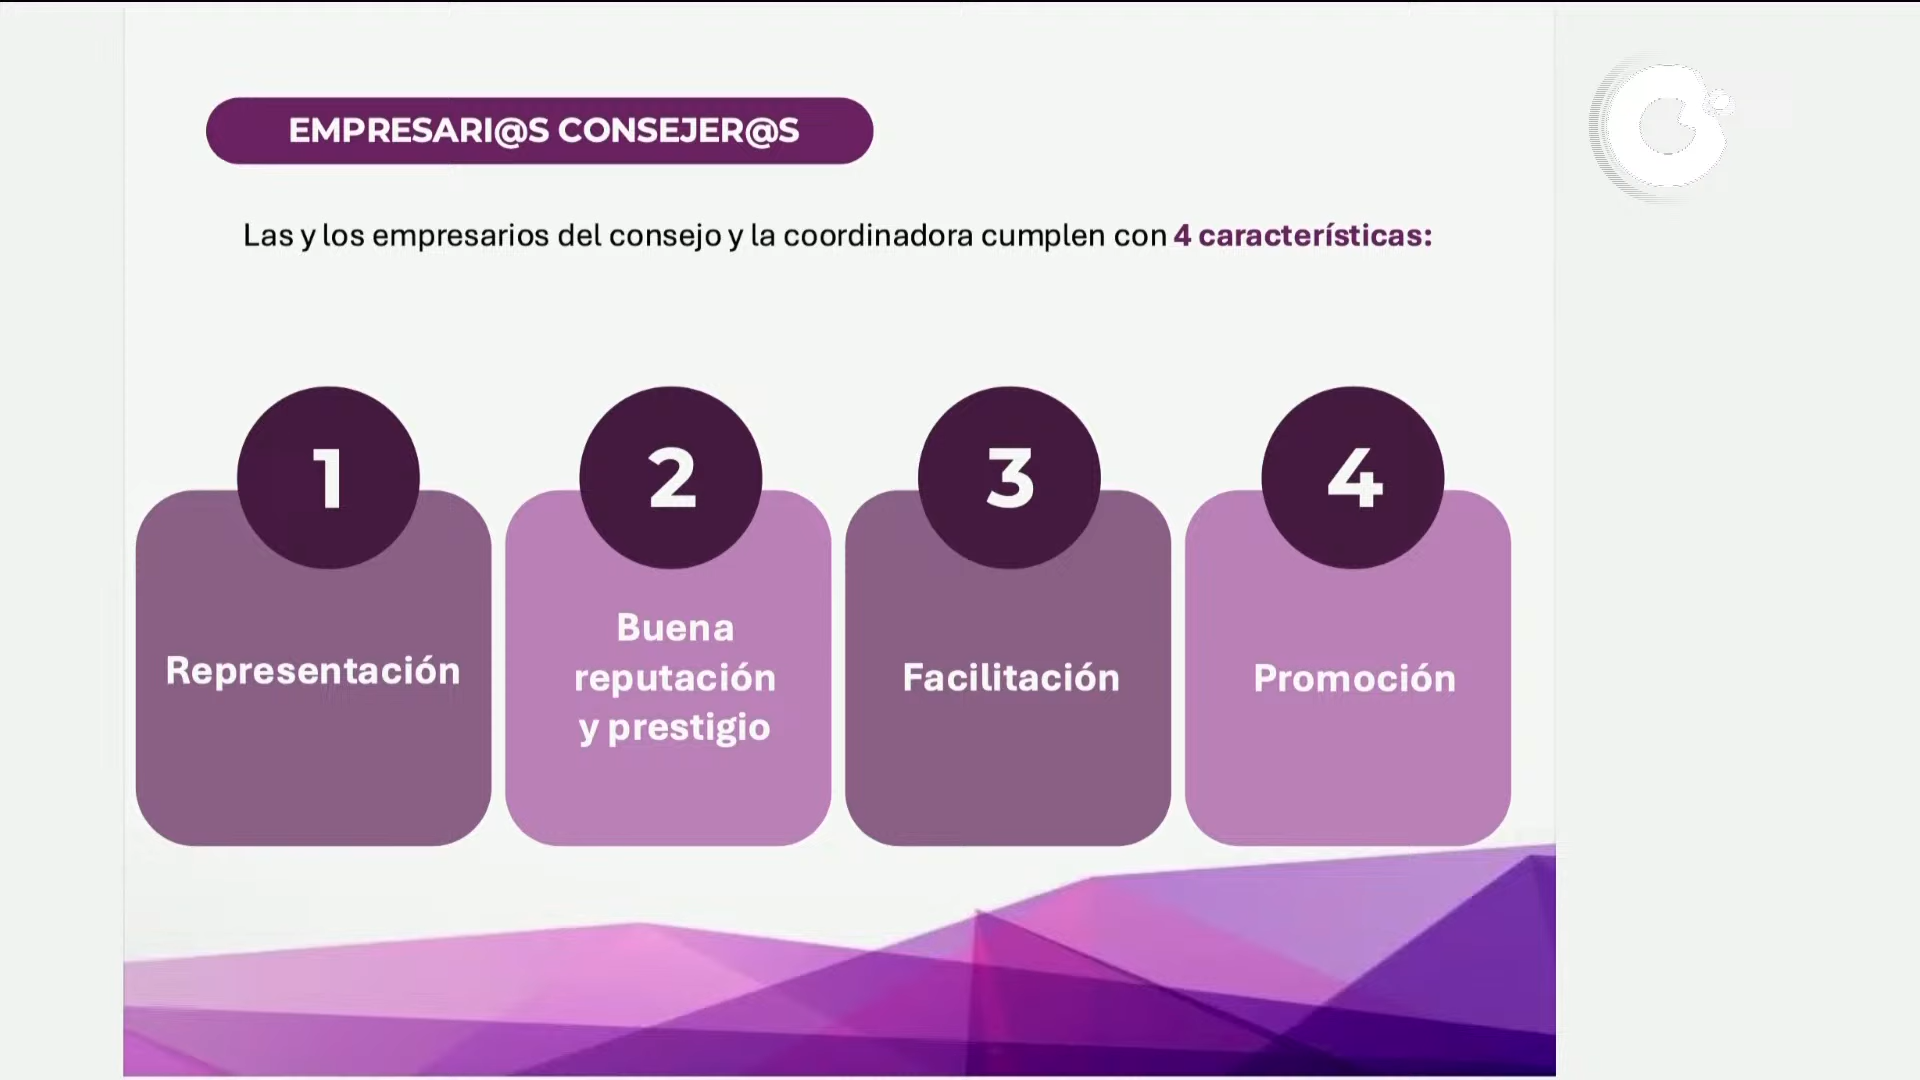 EMPRESARI@S CONSEJER@S
Las y los empresarios del consejo y la coordinadora cumplen con 4 características:
1
Representación
2
Buena
reputación
y prestigio
3
Facilitación
4
Promoción